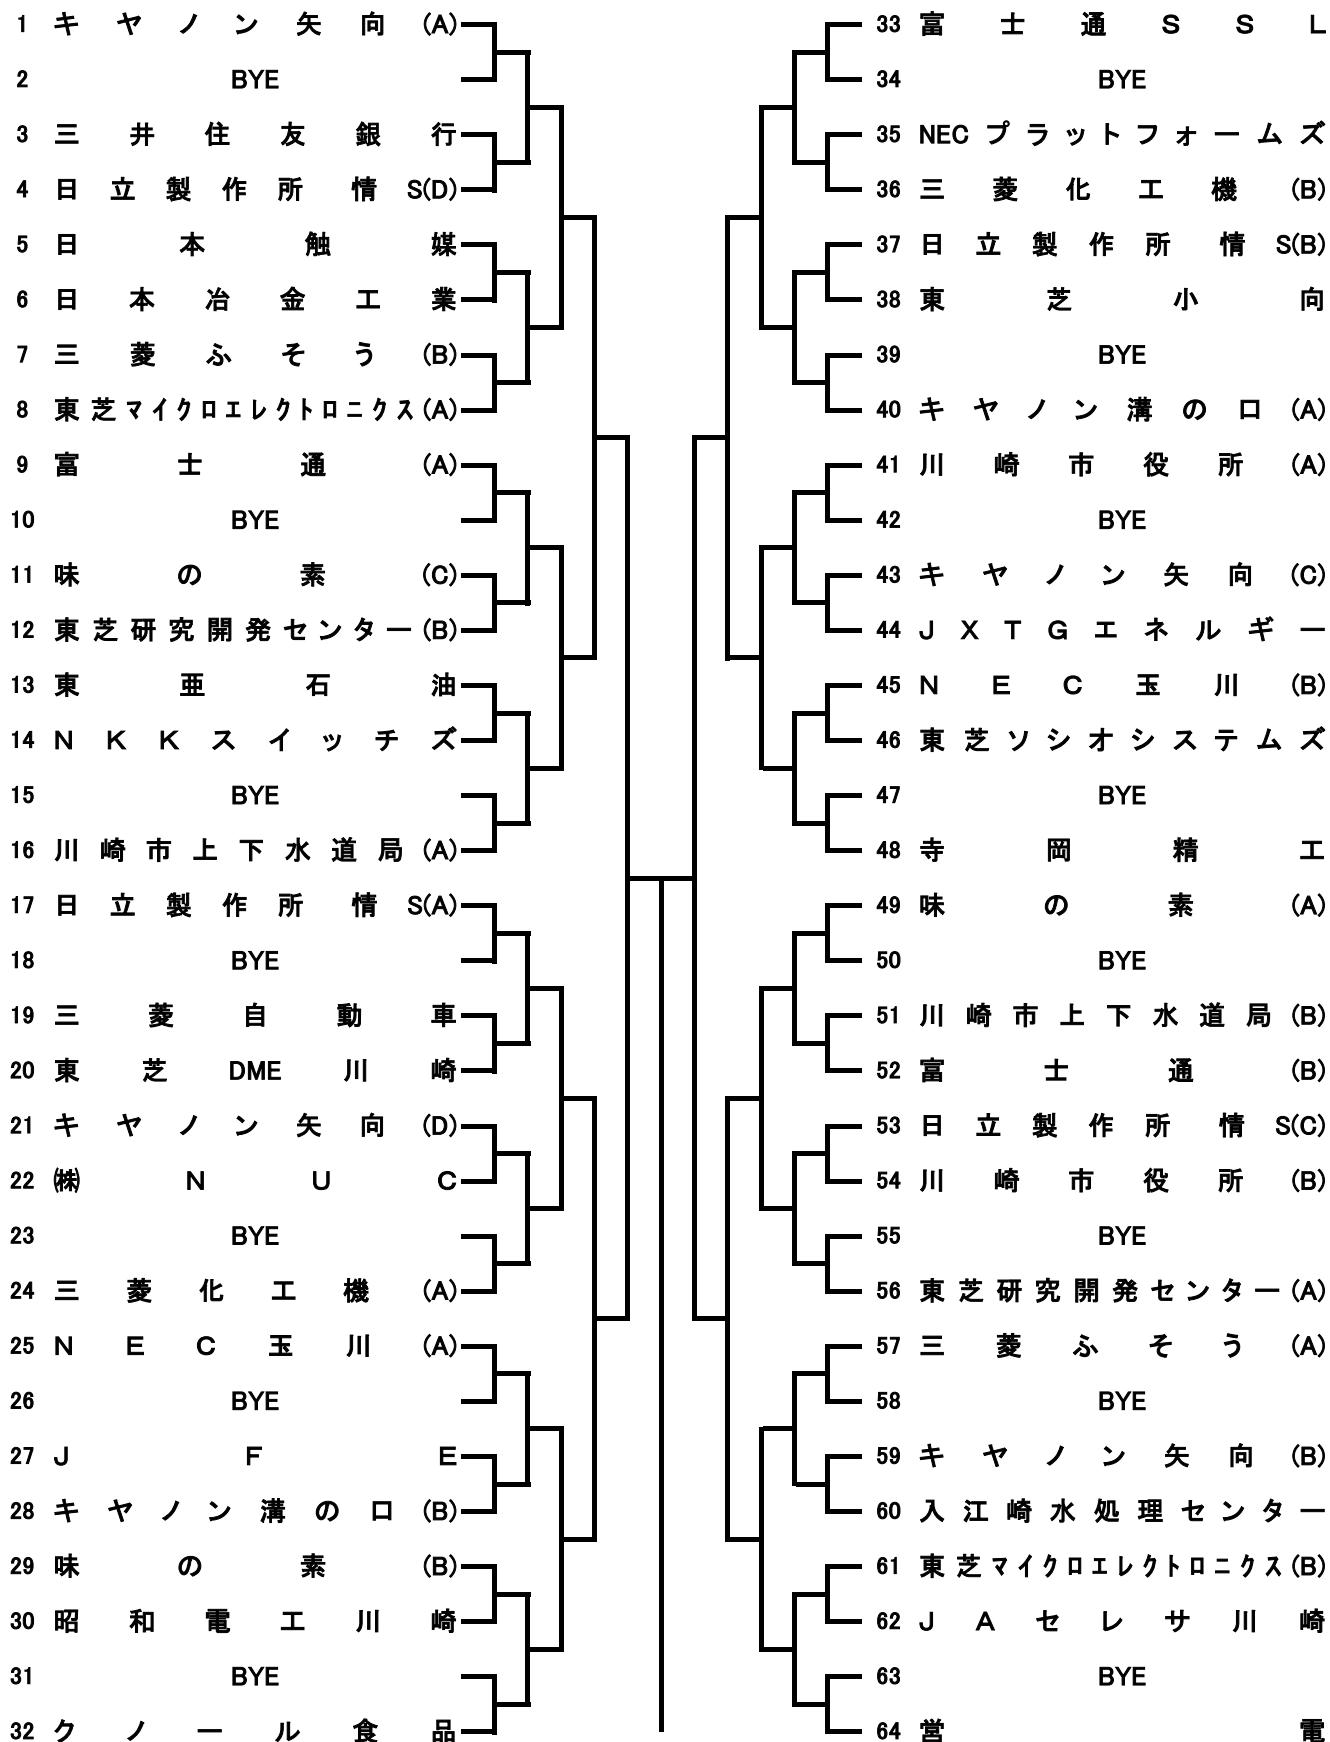 1 キヤノン矢向(A)
2 BYE
3 三井住友銀行
4 日立製作所 情S(D)
5 日本触媒
6 日本冶金工業
7 三菱ふそう(B)
8 東芝マイクロエレクトロニクス(A)
9 富士通(A)
10 BYE
11 味の素(C)
12 東芝研究開発センター(B)
13 東亜石油
14 NKKスイッチズ
15 BYE
16 川崎市上下水道局(A)
17 日立製作所 情S(A)
18 BYE
19 三菱自動車
20 東芝DME川崎
21 キヤノン矢向(D)
22 ㈱NUC
23 BYE
24 三菱化工機(A)
25 NEC玉川(A)
26 BYE
27 JFE
28 キヤノン溝の口(B)
29 味の素(B)
30 昭和電工川崎
31 BYE
32 クノール食品
33 富士通SSL
34 BYE
35 NECプラットフォームズ
36 三菱化工機(B)
37 日立製作所 情S(B)
38 東芝小向
39 BYE
40 キヤノン溝の口(A)
41 川崎市役所(A)
42 BYE
43 キヤノン矢向(C)
44 JXTGエネルギー
45 NEC玉川(B)
46 東芝ソシオシステムズ
47 BYE
48 寺岡精工
49 味の素(A)
50 BYE
51 川崎市上下水道局(B)
52 富士通(B)
53 日立製作所 情S(C)
54 川崎市役所(B)
55 BYE
56 東芝研究開発センター(A)
57 三菱ふそう(A)
58 BYE
59 キヤノン矢向(B)
60 入江崎水処理センター
61 東芝マイクロエレクトロニクス(B)
62 JAセレサ川崎
63 BYE
64 営電